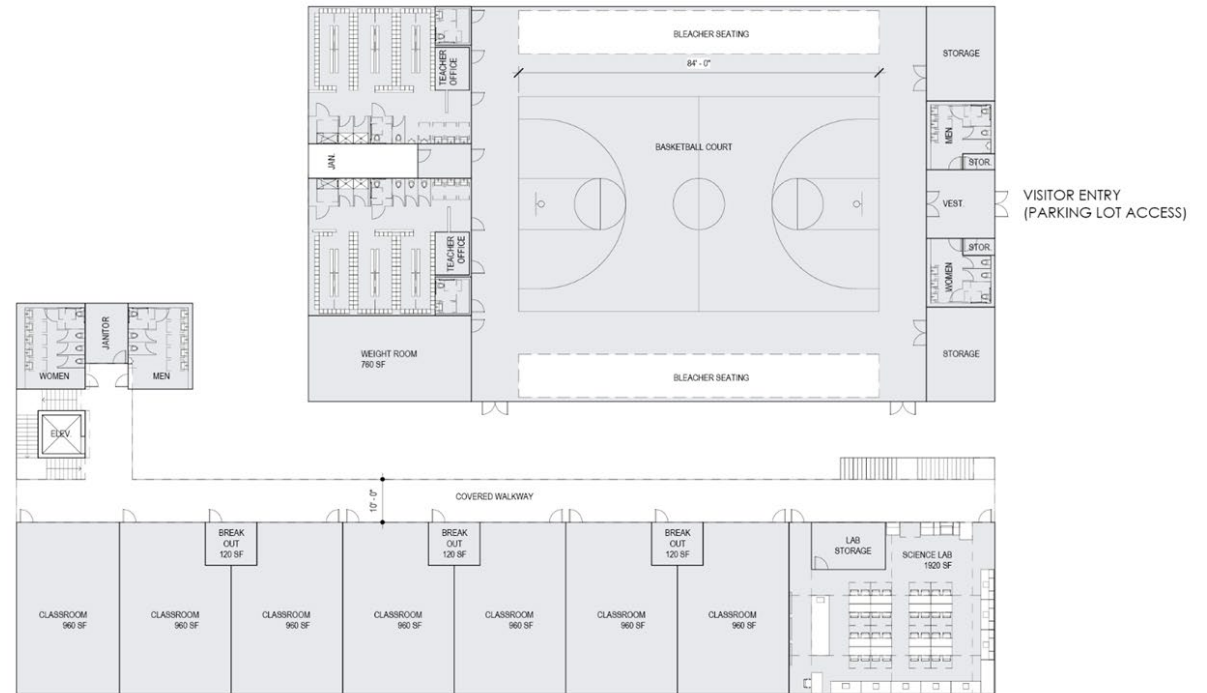 BLEACHER SEATING
84' - 0"
STORAGE
TEACHER
OFFICE
MEN
STOR.
JAN.
BASKETBALL COURT
VEST.
VISITOR ENTRY
(PARKING LOT ACCESS)
TEACHER
OFFICE
STOR.
WOMEN
WEIGHT ROOM
760 SF
STORAGE
BLEACHER SEATING
JANITOR
WOMEN
MEN
ELEV.
10' - 0"
COVERED WALKWAY
BREAK
OUT
120 SF
BREAK
OUT
120 SF
BREAK
OUT
120 SF
LAB
STORAGE
SCIENCE LAB
1920 SF
CLASSROOM
960 SF
CLASSROOM
960 SF
CLASSROOM
960 SF
CLASSROOM
960 SF
CLASSROOM
960 SF
CLASSROOM
960 SF
CLASSROOM
960 SF